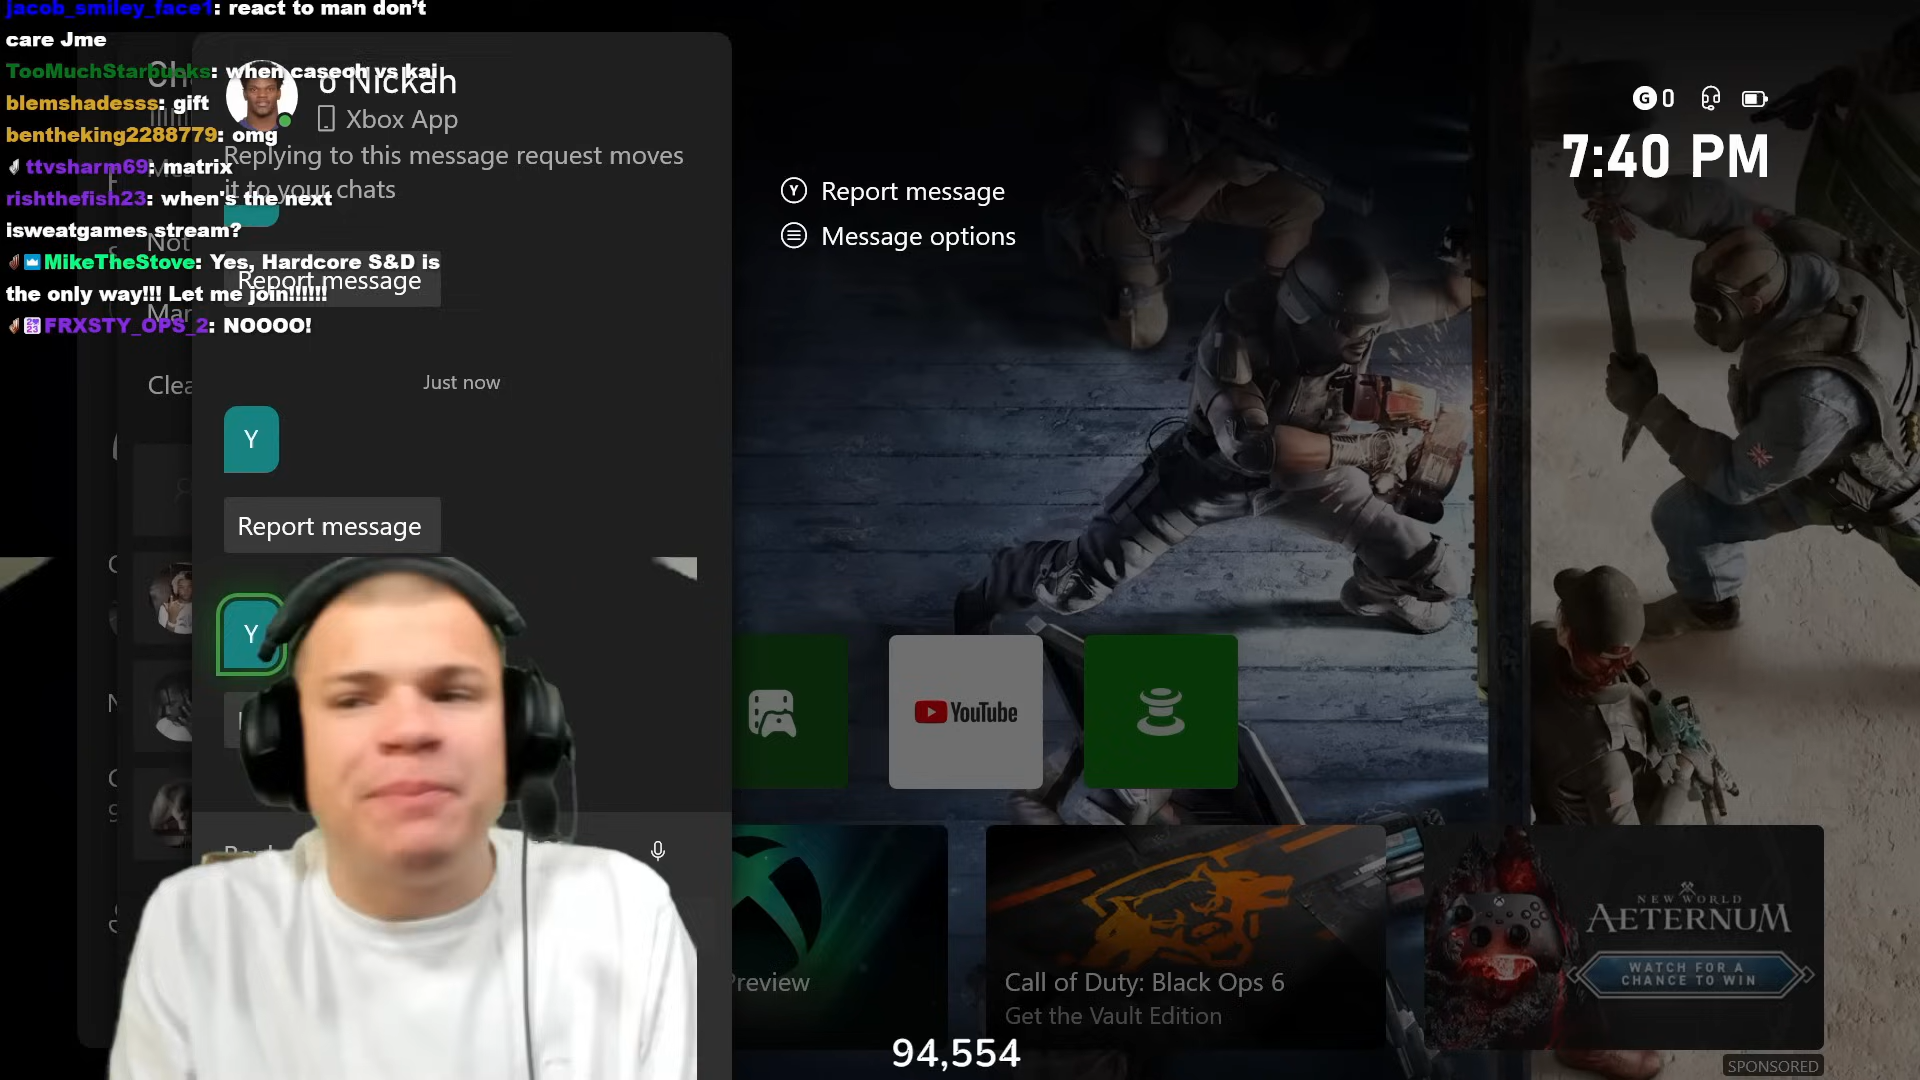 jacob_smiley_face1: react to man don't
care Jme
TooMuchStarbucks: when caseoh vs kai
blemshadesss: gift
bentheking2288779: omg
ttvsharm69: matrix
rishthefish23: when's the next
isweatgames stream?
MikeTheStove: Yes, Hardcore S&D is
the only way!!! Let me join!!!!!!
FRXSTY_OPS_2: NOOOO!
o Nickah
Xbox App
Replying to this message request moves
it to your chats
Report message
Just now
Y
Report message
Y
Not
Clea
Y Report message
Message options
G 0
7:40 PM
YouTube
Preview
Call of Duty: Black Ops 6
Get the Vault Edition
NEW WORLD
AETERNUM
WATCH FOR A
CHANCE TO WIN
94,554
SPONSORED